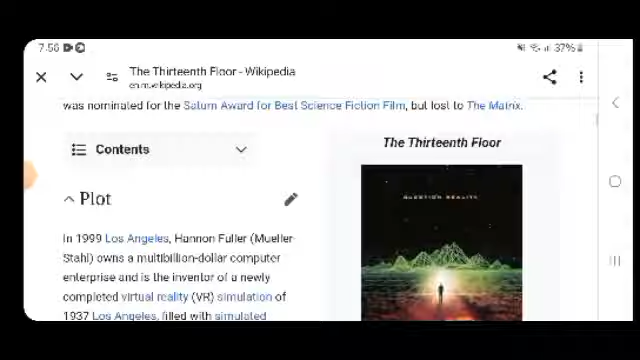 7:56 37%
The Thirteenth Floor - Wikipedia
en.m.wikipedia.org
was nominated for the Saturn Award for Best Science Fiction Film, but lost to The Matrix.
Contents
The Thirteenth Floor
QUESTION REALITY
Plot
In 1999 Los Angeles, Hannon Fuller (Mueller-
Stahl) owns a multibillion-dollar computer
enterprise and is the inventor of a newly
completed virtual reality (VR) simulation of
1937 Los Angeles, filled with simulated